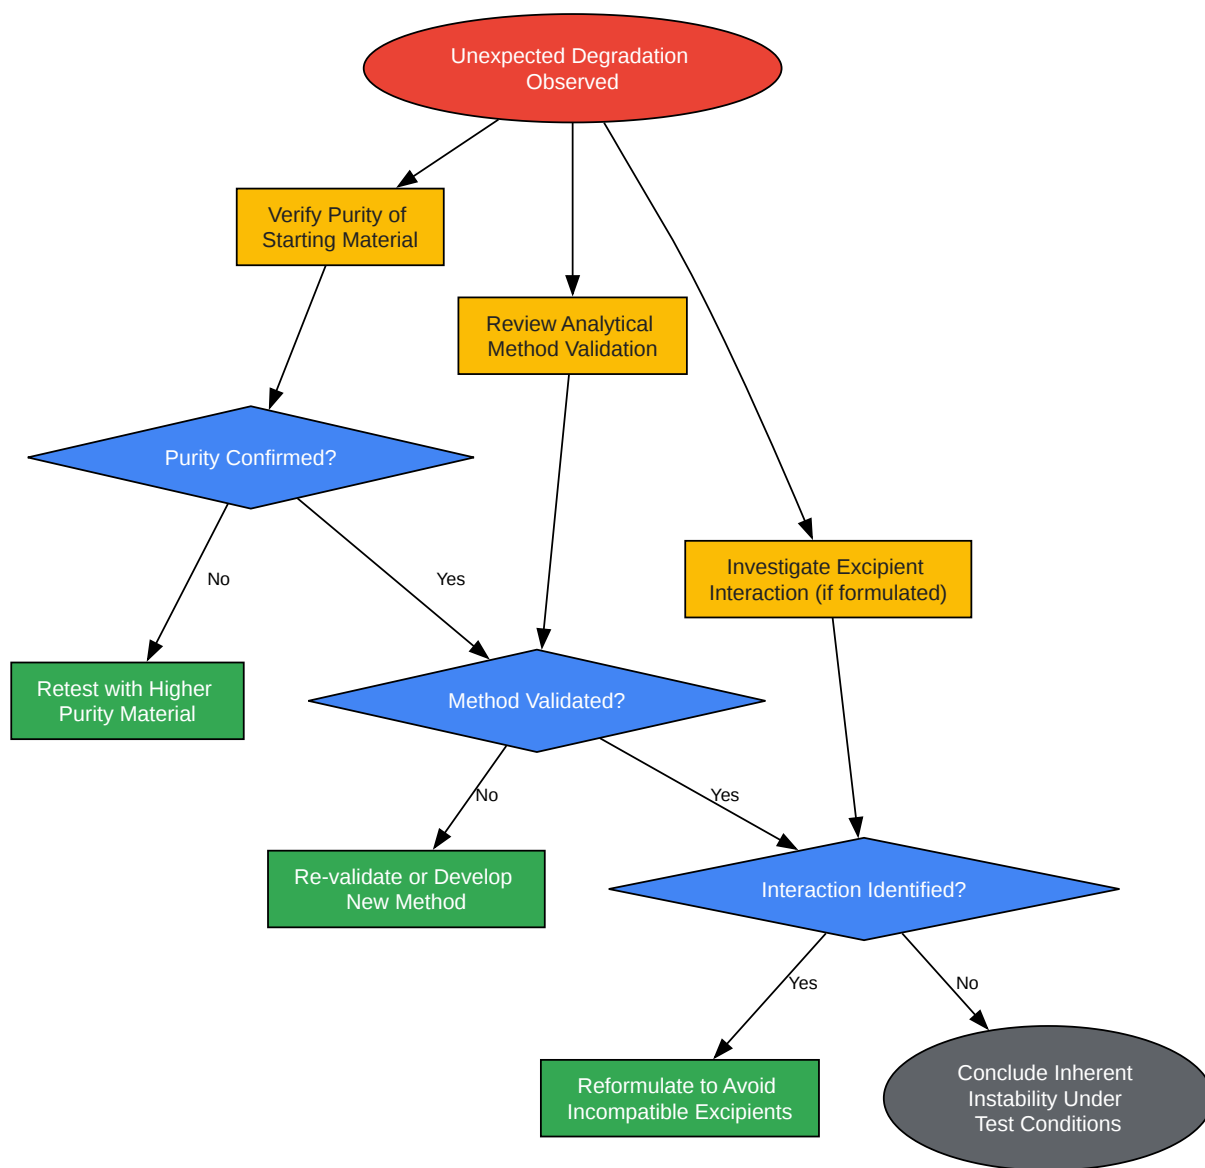 Unexpected Degradation
Observed
Verify Purity of
Starting Material
Review Analytical
Method Validation
Purity Confirmed?
Investigate Excipient
Interaction (if formulated)
No
Yes
Retest with Higher
Purity Material
Method Validated?
No
Yes
Re-validate or Develop
New Method
Interaction Identified?
Yes
No
Reformulate to Avoid
Incompatible Excipients
Conclude Inherent
Instability Under
Test Conditions